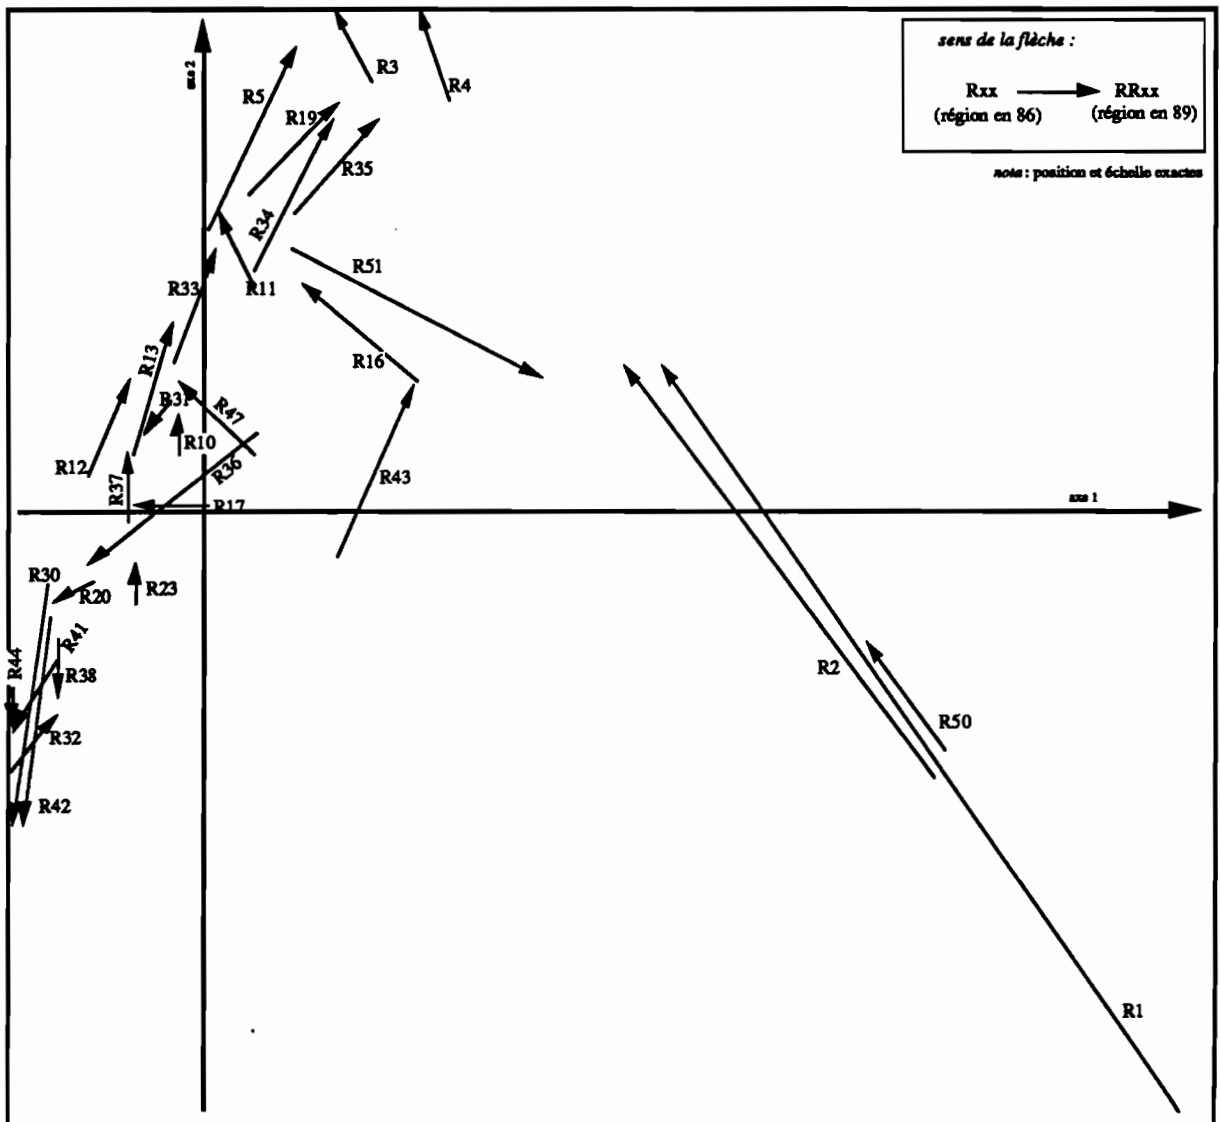 sens de la flèche :
Rxx RRxx
(région en 86) (région en 89)
nota : position et échelle exactes
axe 2
axe 1
R3
R4
R5
R19
R35
R34
R51
R33
R11
R13
R16
R31
R47
R10
R12
R36
R37
R43
R17
R30
R20
R23
R41
R44
R38
R2
R32
R50
R42
R1